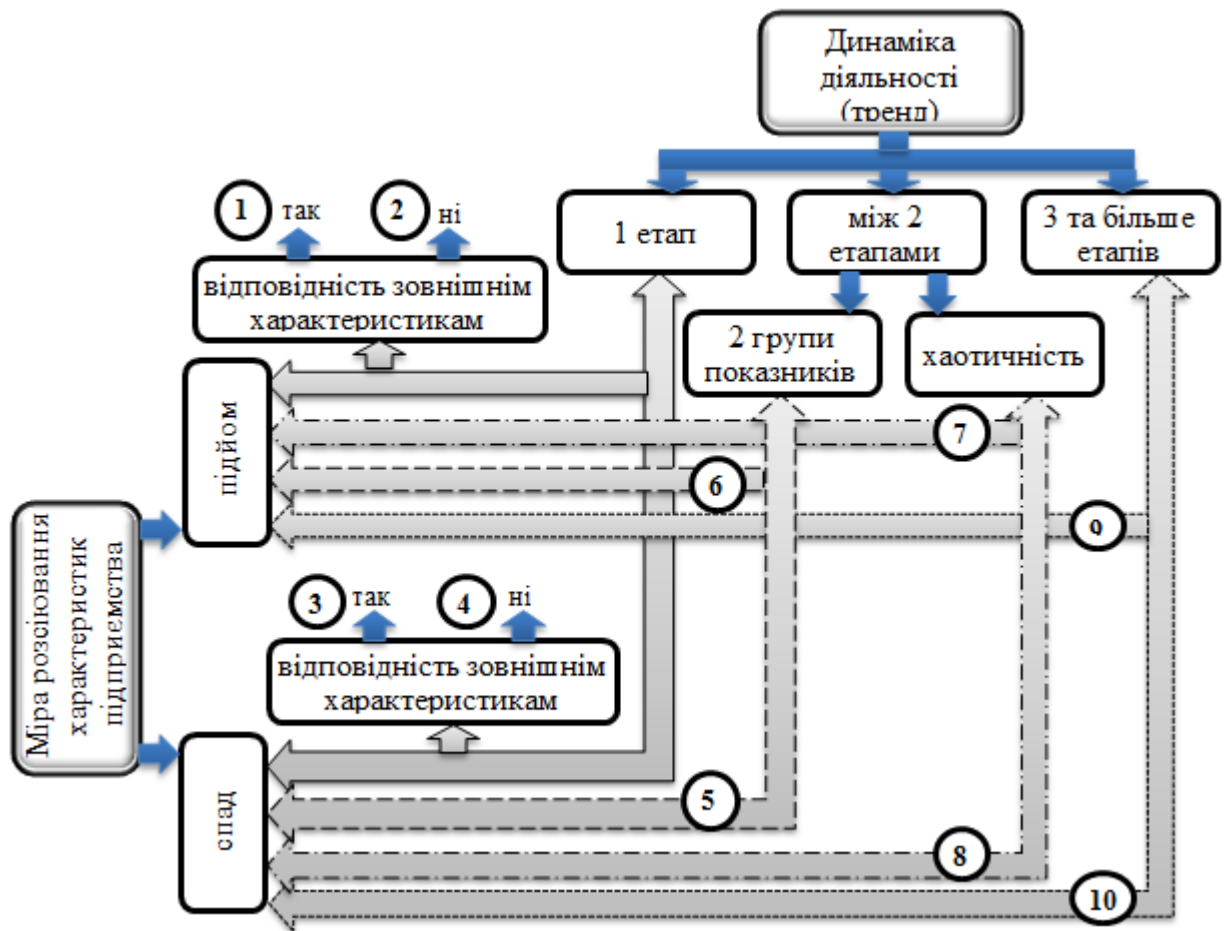 Динаміка
діяльності
(тренд)
1 етап
між 2
етапами
3 та більше
етапів
1 так
2 ні
відповідність зовнішнім
характеристикам
2 групи
показників
хаотичність
підйом
7
6
9
Міра розсіювання
характеристик
підприємства
3 так
4 ні
відповідність зовнішнім
характеристикам
спад
5
8
10